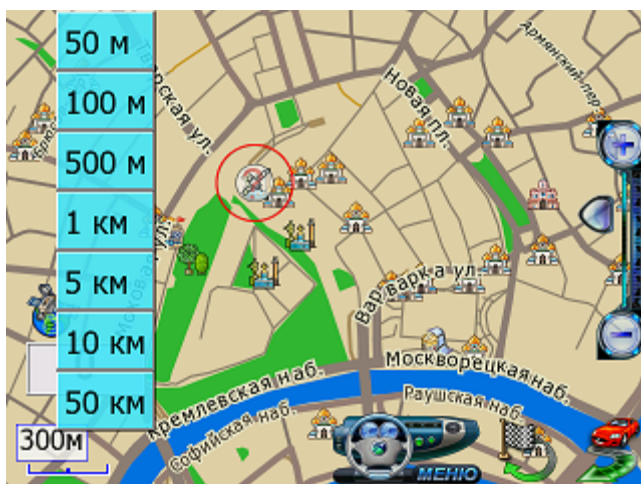 50 м
100 м
500 м
1 км
5 км
10 км
50 км
300м
ул.
Новая пл.
Армянский пер
Варварка ул.
Кремлевская наб.
Москворецкая наб.
Софийская наб.
Раушская наб.
МЕНЮ